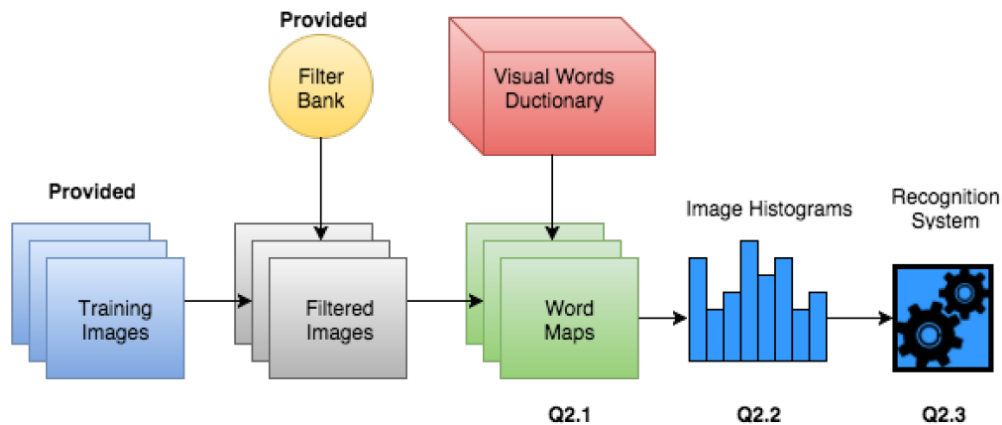 Provided
Filter
Bank
Visual Words
Ductionary
Provided
Training
Images
Filtered
Images
Word
Maps
Image Histograms
Recognition
System
Q2.1
Q2.2
Q2.3